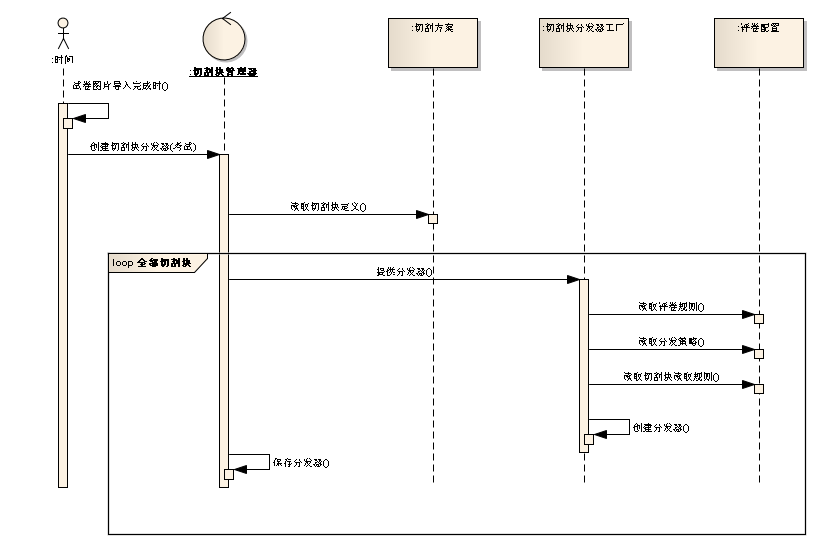 :时间
:切割块管理器
:切割方案
:切割块分发器工厂
:评卷配置
试卷图片导入完成时()
创建切割块分发器(考试)
读取切割块定义()
loop 全部切割块
提供分发器()
读取评卷规则()
读取分发策略()
读取切割块读取规则()
创建分发器()
保存分发器()